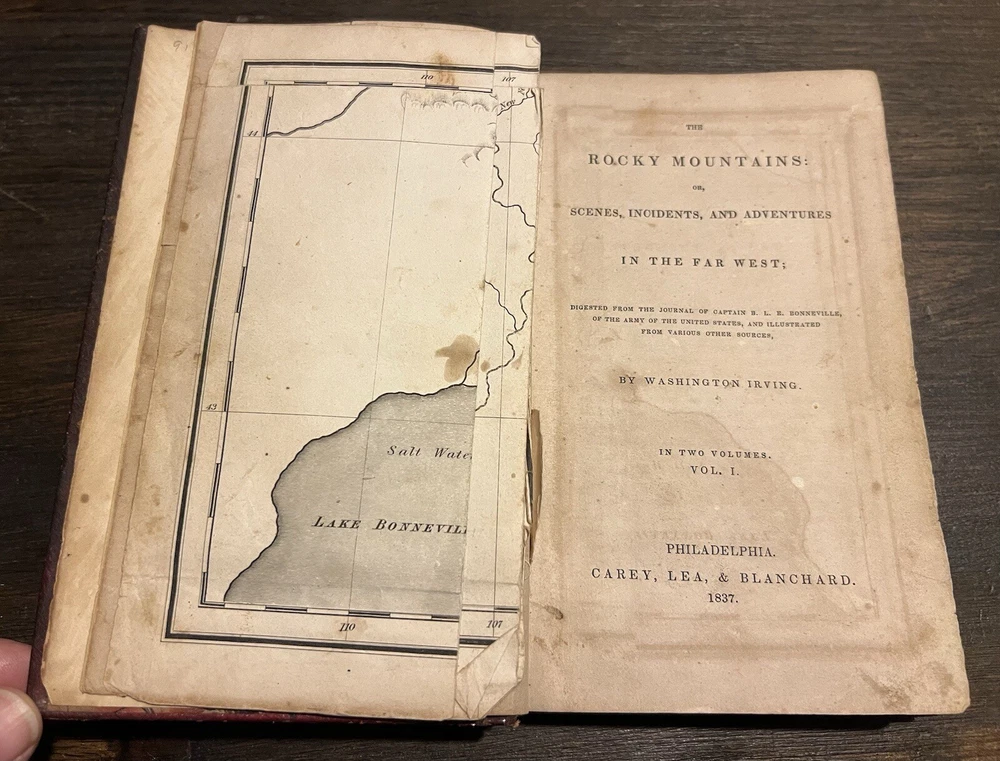 110
107
44
New
43
Salt Water
LAKE BONNEVILL
110
107
THE
ROCKY MOUNTAINS:
OR,
SCENES, INCIDENTS, AND ADVENTURES
IN THE FAR WEST;
DIGESTED FROM THE JOURNAL OF CAPTAIN B. L. E. BONNEVILLE,
OF THE ARMY OF THE UNITED STATES, AND ILLUSTRATED
FROM VARIOUS OTHER SOURCES,
BY WASHINGTON IRVING.
IN TWO VOLUMES.
VOL. I.
PHILADELPHIA.
CAREY, LEA, & BLANCHARD.
1837.